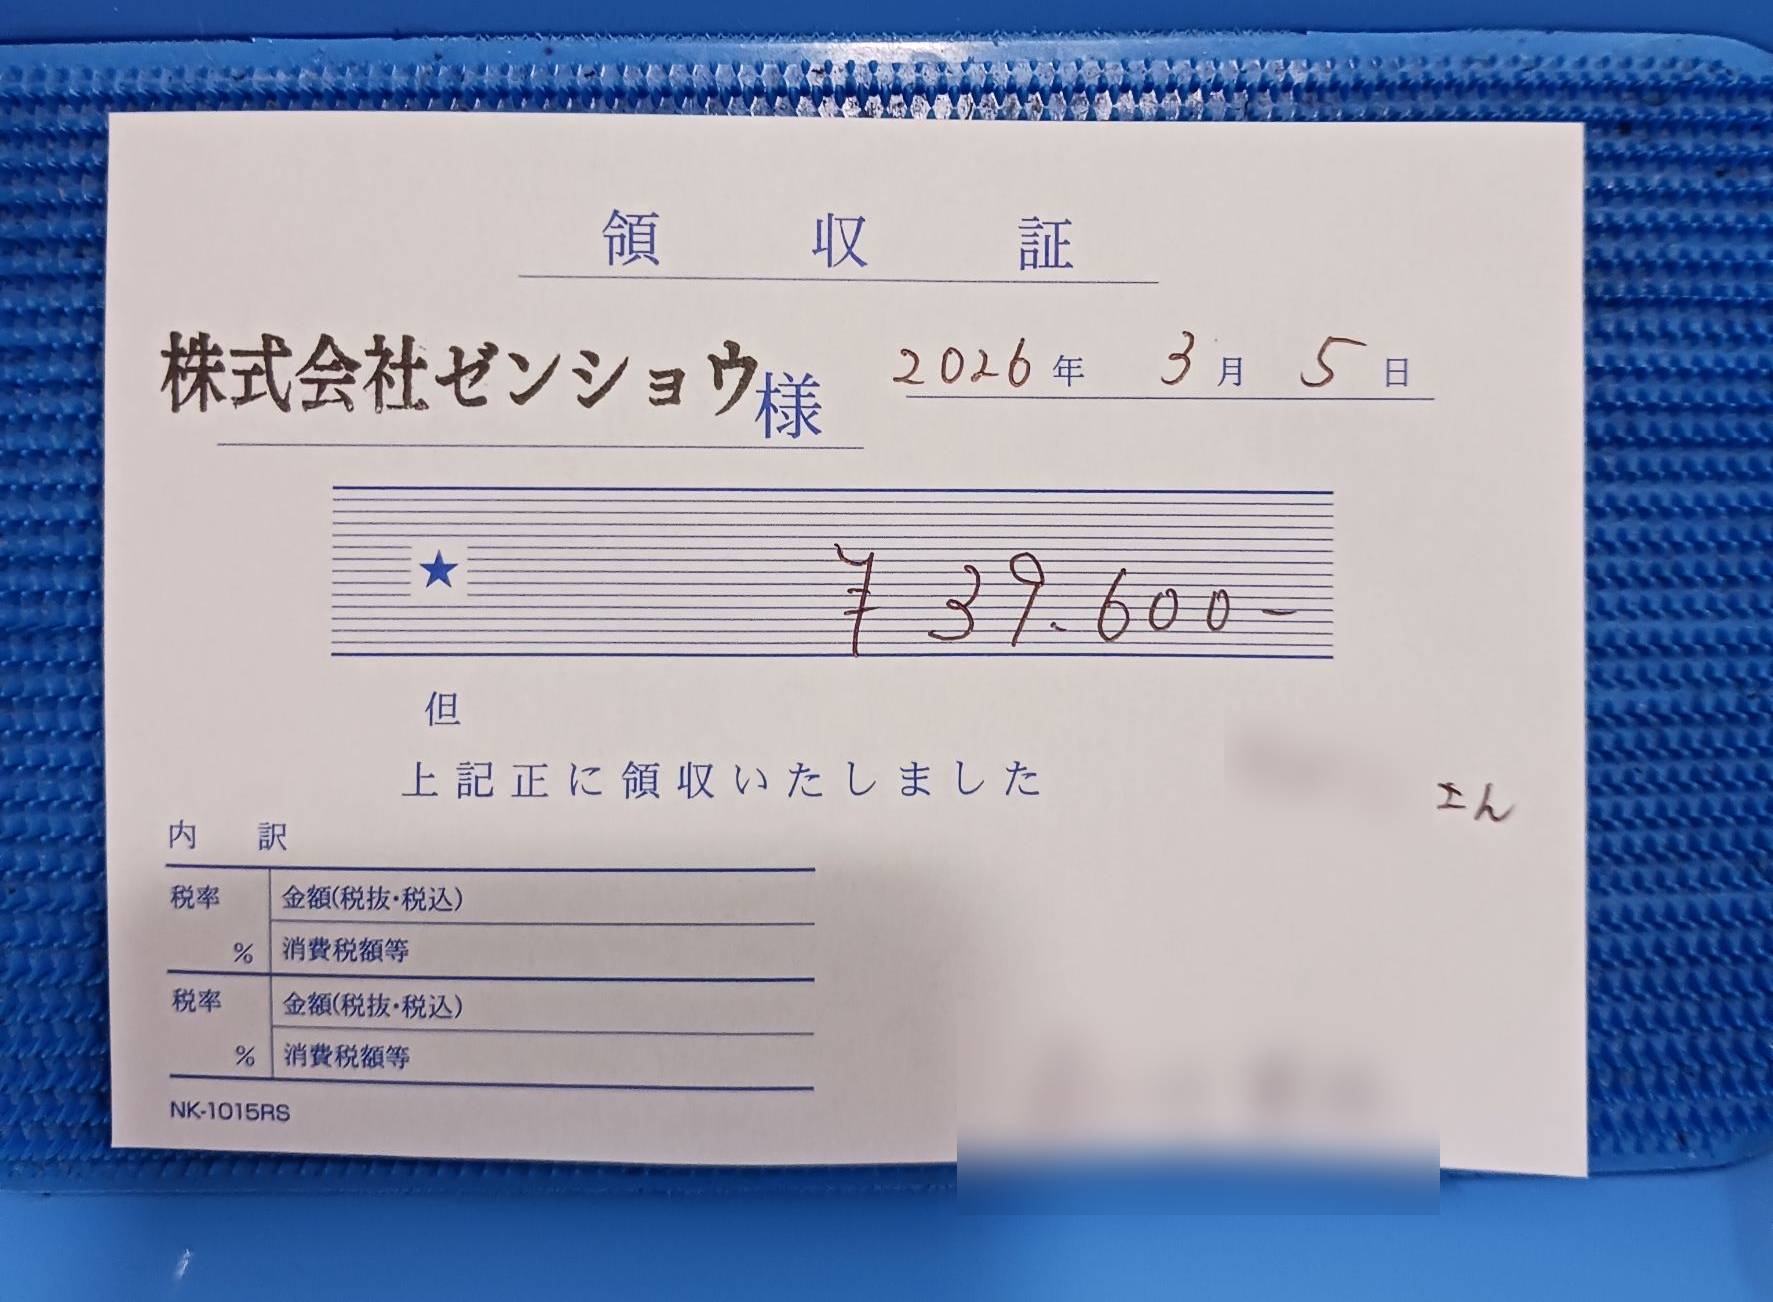 領収証
株式会社ゼンショウ様 2026年3月5日
★ ¥39.600-
但
上記正に領収いたしました
さん
内訳
税率 金額(税抜・税込)
% 消費税額等
税率 金額(税抜・税込)
% 消費税額等
NK-1015RS